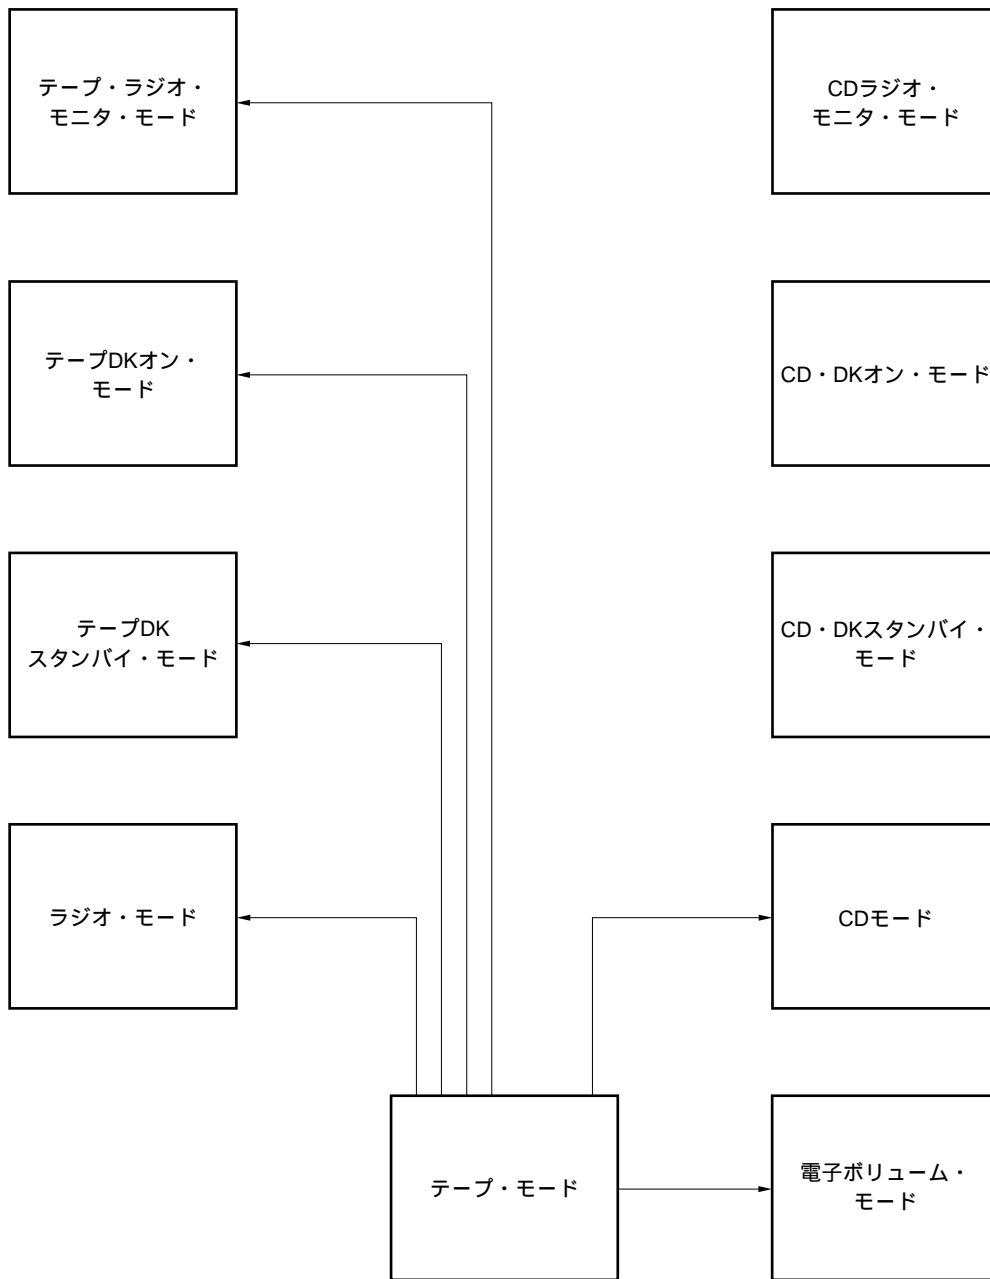 テープ・ラジオ・
モニタ・モード
CDラジオ・
モニタ・モード
テープDKオン・
モード
CD・DKオン・モード
テープDK
スタンバイ・モード
CD・DKスタンバイ・
モード
ラジオ・モード
CDモード
テープ・モード
電子ボリューム・
モード